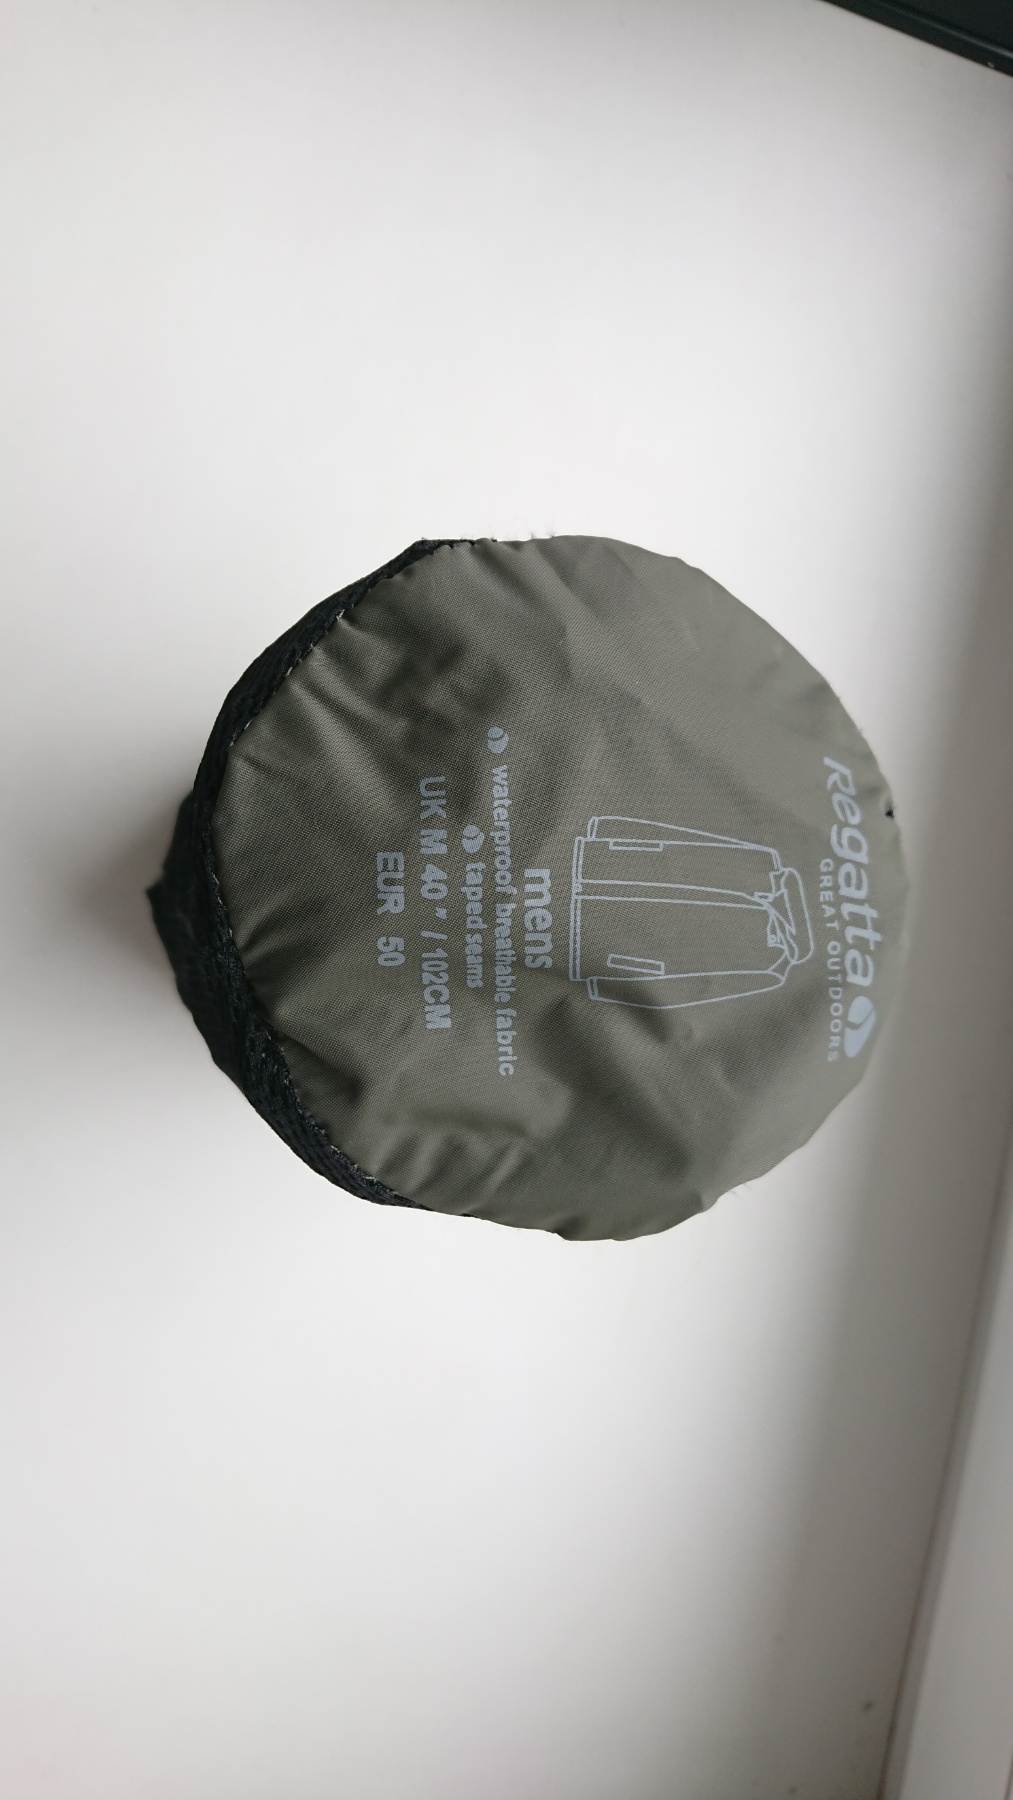 Regatta
GREAT OUTDOORS
mens
waterproof breathable fabric
taped seams
UK M 40" / 102CM
EUR 50